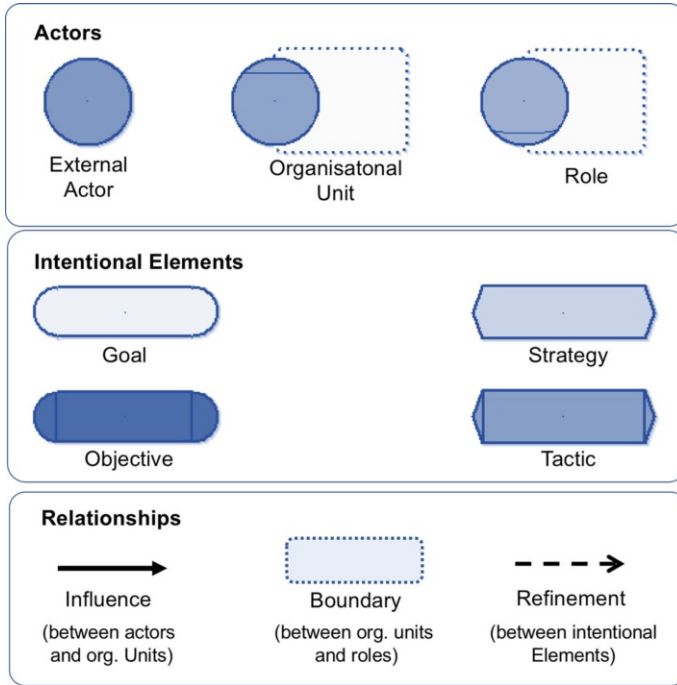 Actors
External
Actor
Organisatonal
Unit
Role
Intentional Elements
Goal
Strategy
Objective
Tactic
Relationships
Influence
(between actors
and org. Units)
Boundary
(between org. units
and roles)
Refinement
(between intentional
Elements)